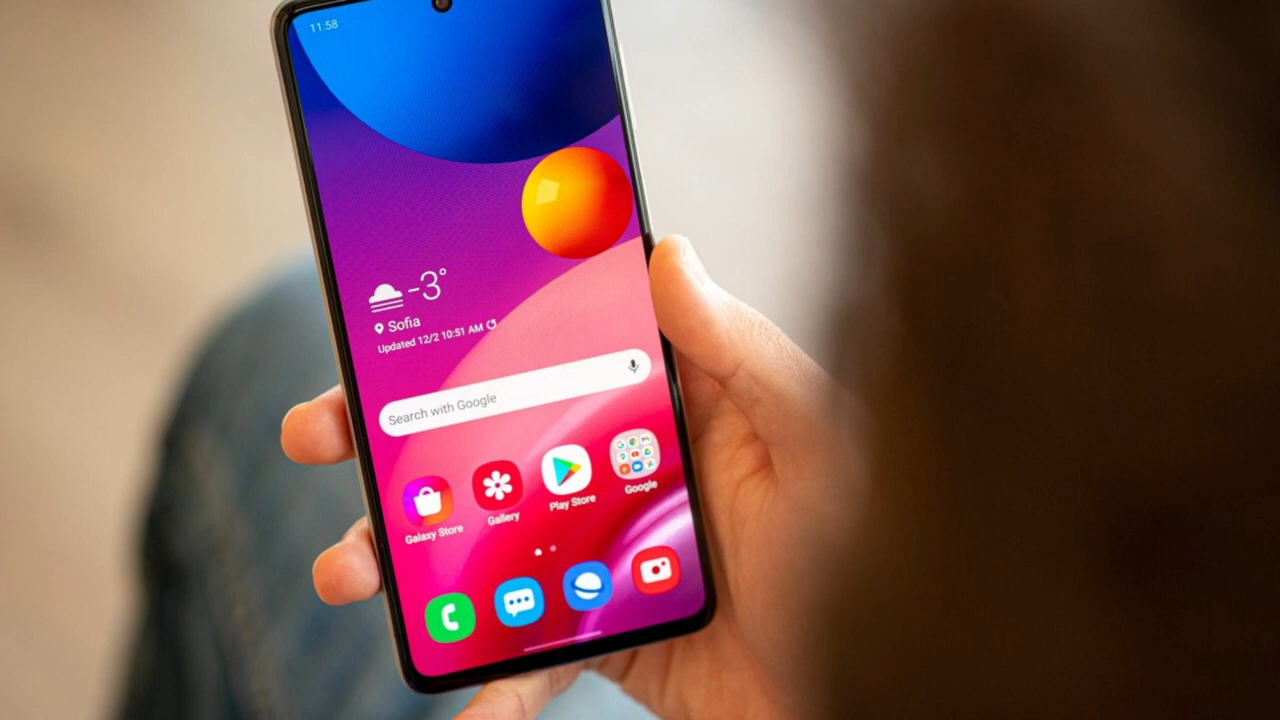 11:58
-3°
Sofia
Updated 12/2 10:51 AM
Search with Google
Galaxy Store
Gallery
Play Store
Google